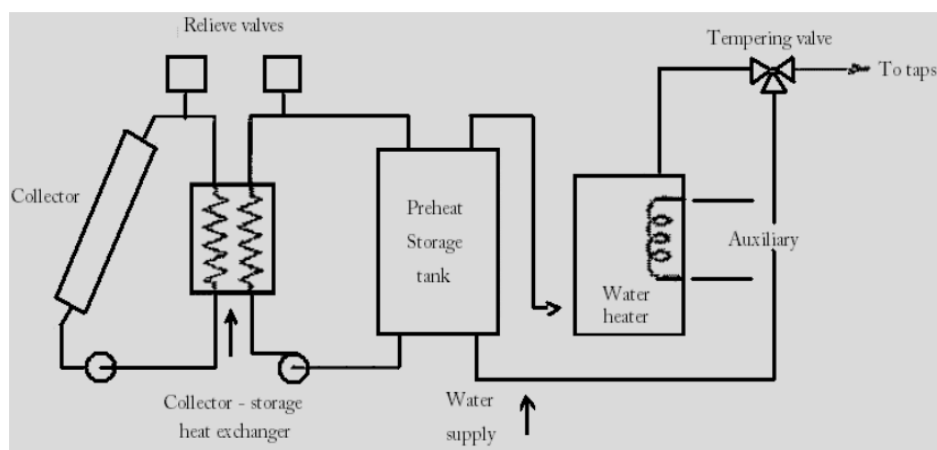 Relieve valves
Tempering valve
To taps
Collector
Preheat
Storage
tank
Auxiliary
Water
heater
Collector - storage
heat exchanger
Water
supply